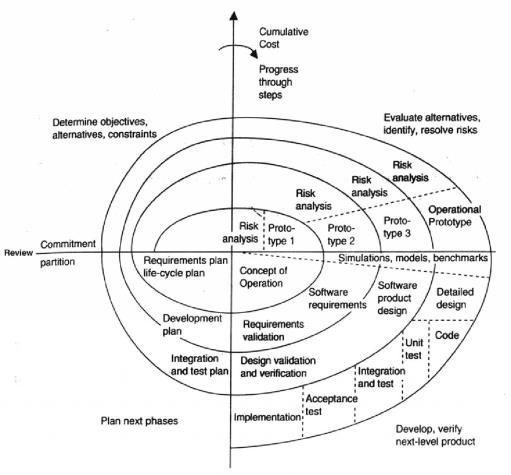 Cumulative
Cost
Progress
through
steps
Determine objectives,
alternatives, constraints
Evaluate alternatives,
identify, resolve risks
Risk
analysis
Risk
analysis
Risk
analysis
Risk
analysis
Proto-
type 1
Proto-
type 2
Proto-
type 3
Operational
Prototype
Review
Commitment
partition
Simulations, models, benchmarks
Requirements plan
life-cycle plan
Concept of
Operation
Software
requirements
Software
product
design
Detailed
design
Development
plan
Requirements
validation
Integration
and test plan
Design validation
and verification
Code
Unit
test
Integration
and test
Acceptance
test
Implementation
Plan next phases
Develop, verify
next-level product